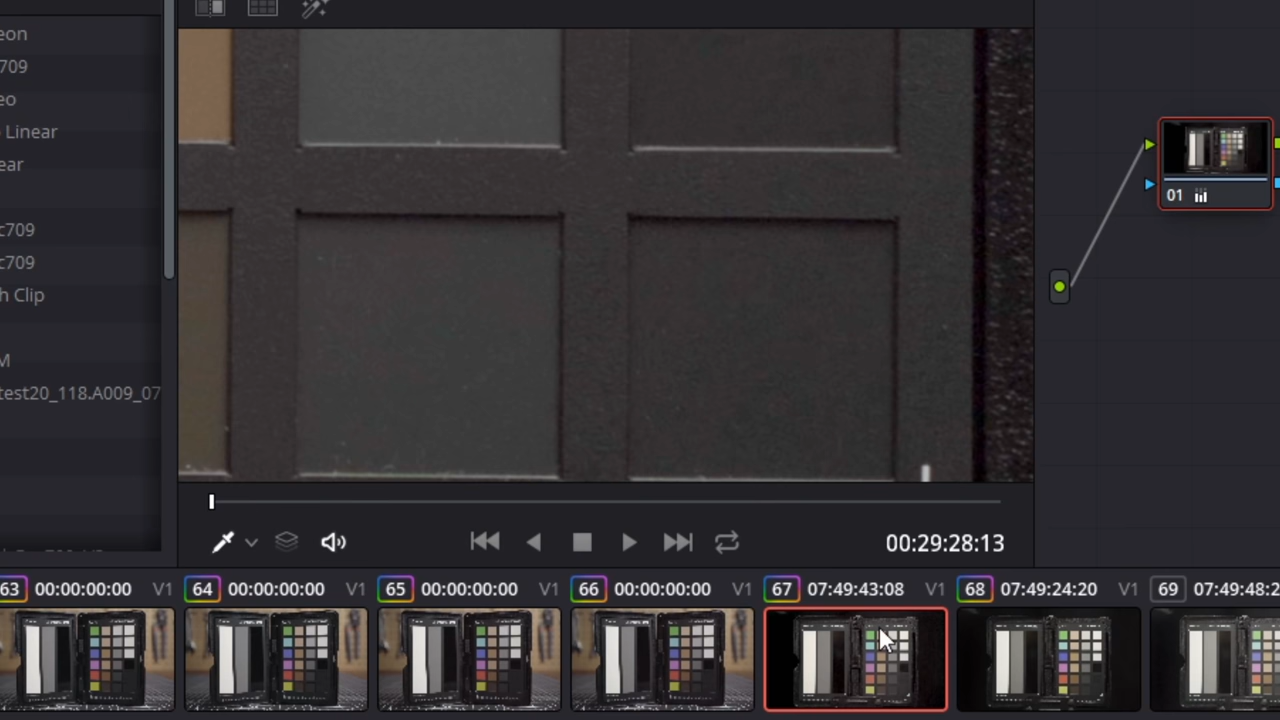 eon
709
eo
Linear
ear
c709
c709
h Clip
M
test20_118.A009_07
01
00:29:28:13
63 00:00:00:00 V1
64 00:00:00:00 V1
65 00:00:00:00 V1
66 00:00:00:00 V1
67 07:49:43:08 V1
68 07:49:24:20 V1
69 07:49:48:2